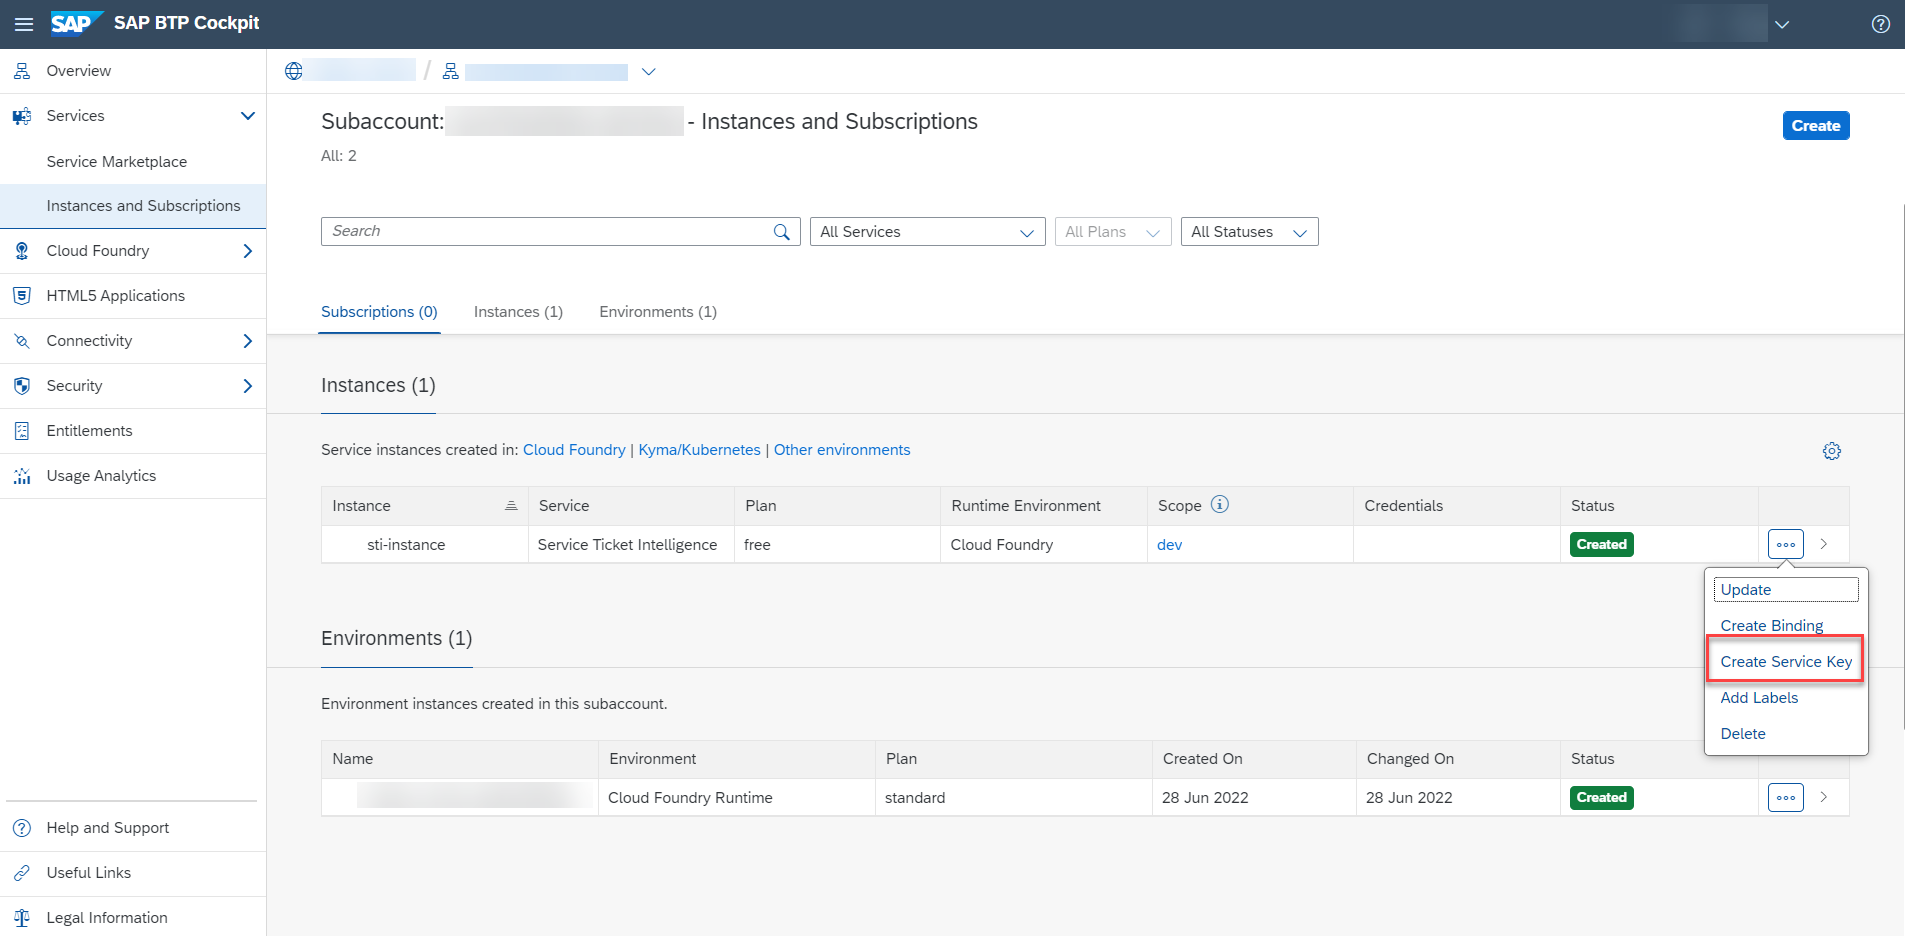 SAP SAP BTP Cockpit
Overview
Services
Service Marketplace
Instances and Subscriptions
Cloud Foundry
HTML5 Applications
Connectivity
Security
Entitlements
Usage Analytics
Help and Support
Useful Links
Legal Information
/
Subaccount: - Instances and Subscriptions
Create
All: 2
Search
All Services
All Plans
All Statuses
Subscriptions (0) Instances (1) Environments (1)
Instances (1)
Service instances created in: Cloud Foundry | Kyma/Kubernetes | Other environments
Instance Service Plan Runtime Environment Scope Credentials Status
sti-instance Service Ticket Intelligence free Cloud Foundry dev Created
Update
Create Binding
Create Service Key
Add Labels
Delete
Environments (1)
Environment instances created in this subaccount.
Name Environment Plan Created On Changed On Status
Cloud Foundry Runtime standard 28 Jun 2022 28 Jun 2022 Created